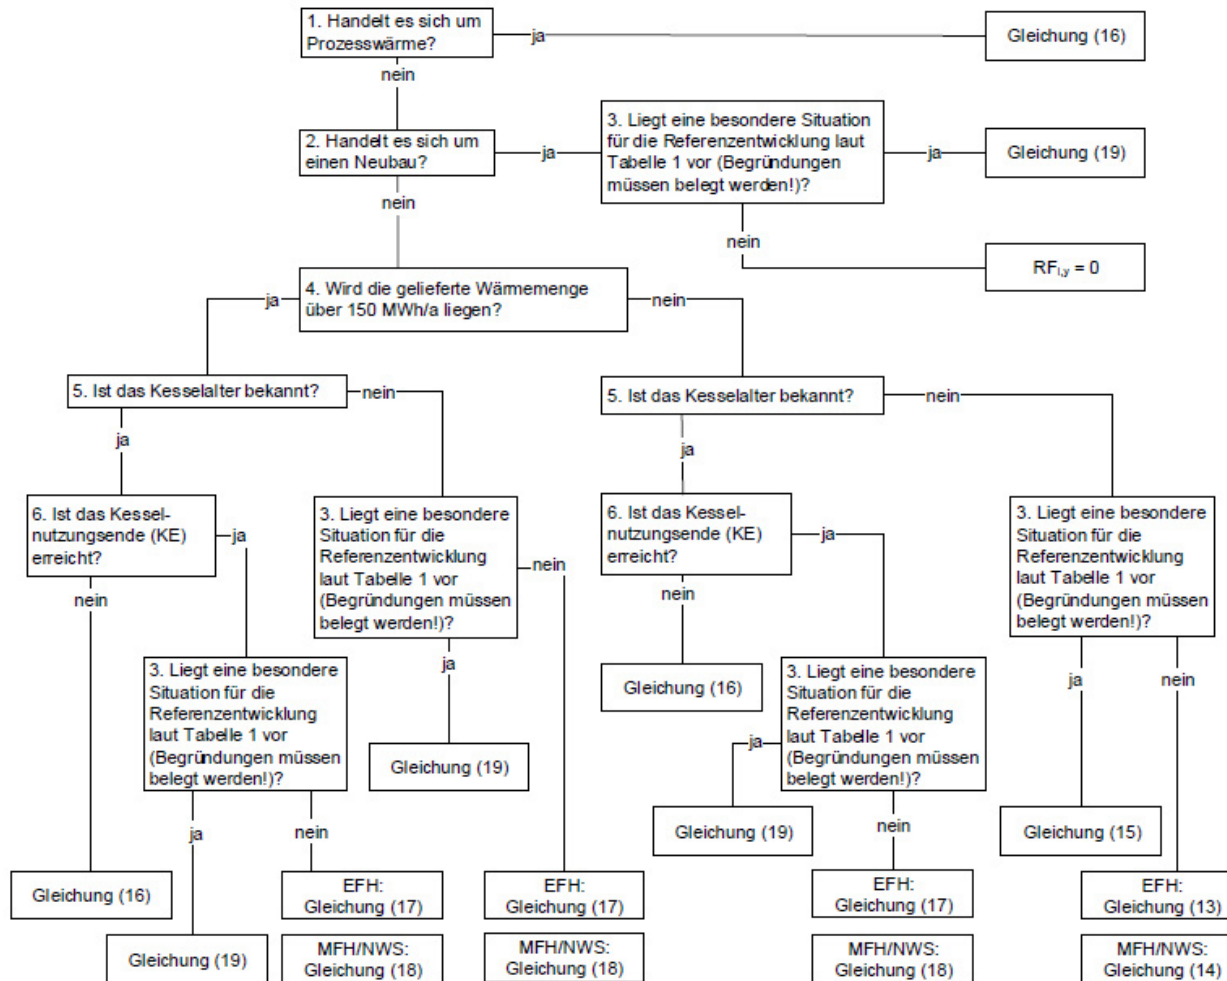 1. Handelt es sich um
Prozesswärme?
ja
Gleichung (16)
nein
2. Handelt es sich um
einen Neubau?
ja
3. Liegt eine besondere Situation
für die Referenzentwicklung laut
Tabelle 1 vor (Begründungen
müssen belegt werden!)?
ja
Gleichung (19)
nein
nein
RFi,y = 0
4. Wird die gelieferte Wärmemenge
über 150 MWh/a liegen?
ja
nein
5. Ist das Kesselalter bekannt?
nein
5. Ist das Kesselalter bekannt?
nein
ja
ja
6. Ist das Kessel-
nutzungsende (KE)
erreicht?
ja
nein
3. Liegt eine besondere
Situation für die
Referenzentwicklung
laut Tabelle 1 vor
(Begründungen müssen
belegt werden!)?
nein
ja
6. Ist das Kessel-
nutzungsende (KE)
erreicht?
ja
nein
3. Liegt eine besondere
Situation für die
Referenzentwicklung
laut Tabelle 1 vor
(Begründungen müssen
belegt werden!)?
ja
nein
3. Liegt eine besondere
Situation für die
Referenzentwicklung
laut Tabelle 1 vor
(Begründungen müssen
belegt werden!)?
ja
nein
Gleichung (19)
Gleichung (16)
3. Liegt eine besondere
Situation für die
Referenzentwicklung
laut Tabelle 1 vor
(Begründungen müssen
belegt werden!)?
ja
nein
Gleichung (19)
Gleichung (15)
Gleichung (16)
Gleichung (19)
EFH:
Gleichung (17)
MFH/NWS:
Gleichung (18)
EFH:
Gleichung (17)
MFH/NWS:
Gleichung (18)
EFH:
Gleichung (17)
MFH/NWS:
Gleichung (18)
EFH:
Gleichung (13)
MFH/NWS:
Gleichung (14)